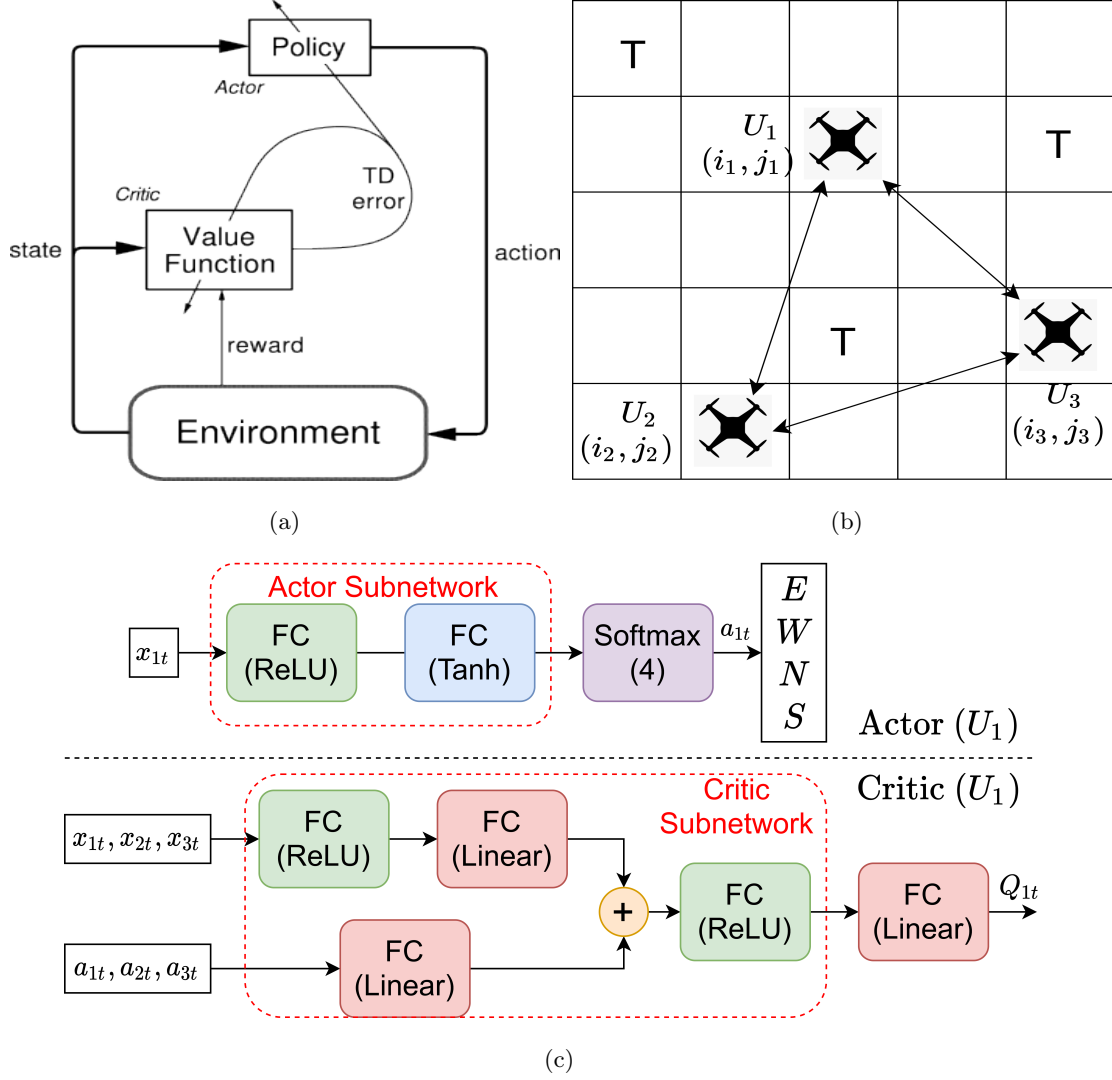 Policy
Actor
TD
error
Critic
Value
Function
state
action
reward
Environment
(a)
T
U₁
(i₁, j₁)
T
T
U₂
(i₂, j₂)
U₃
(i₃, j₃)
(b)
Actor Subnetwork
x₁ₜ
FC
(ReLU)
FC
(Tanh)
Softmax
(4)
a₁ₜ
E
W
N
S
Actor (U₁)
Critic (U₁)
Critic
Subnetwork
x₁ₜ, x₂ₜ, x₃ₜ
FC
(ReLU)
FC
(Linear)
+
FC
(ReLU)
FC
(Linear)
Q₁ₜ
a₁ₜ, a₂ₜ, a₃ₜ
FC
(Linear)
(c)